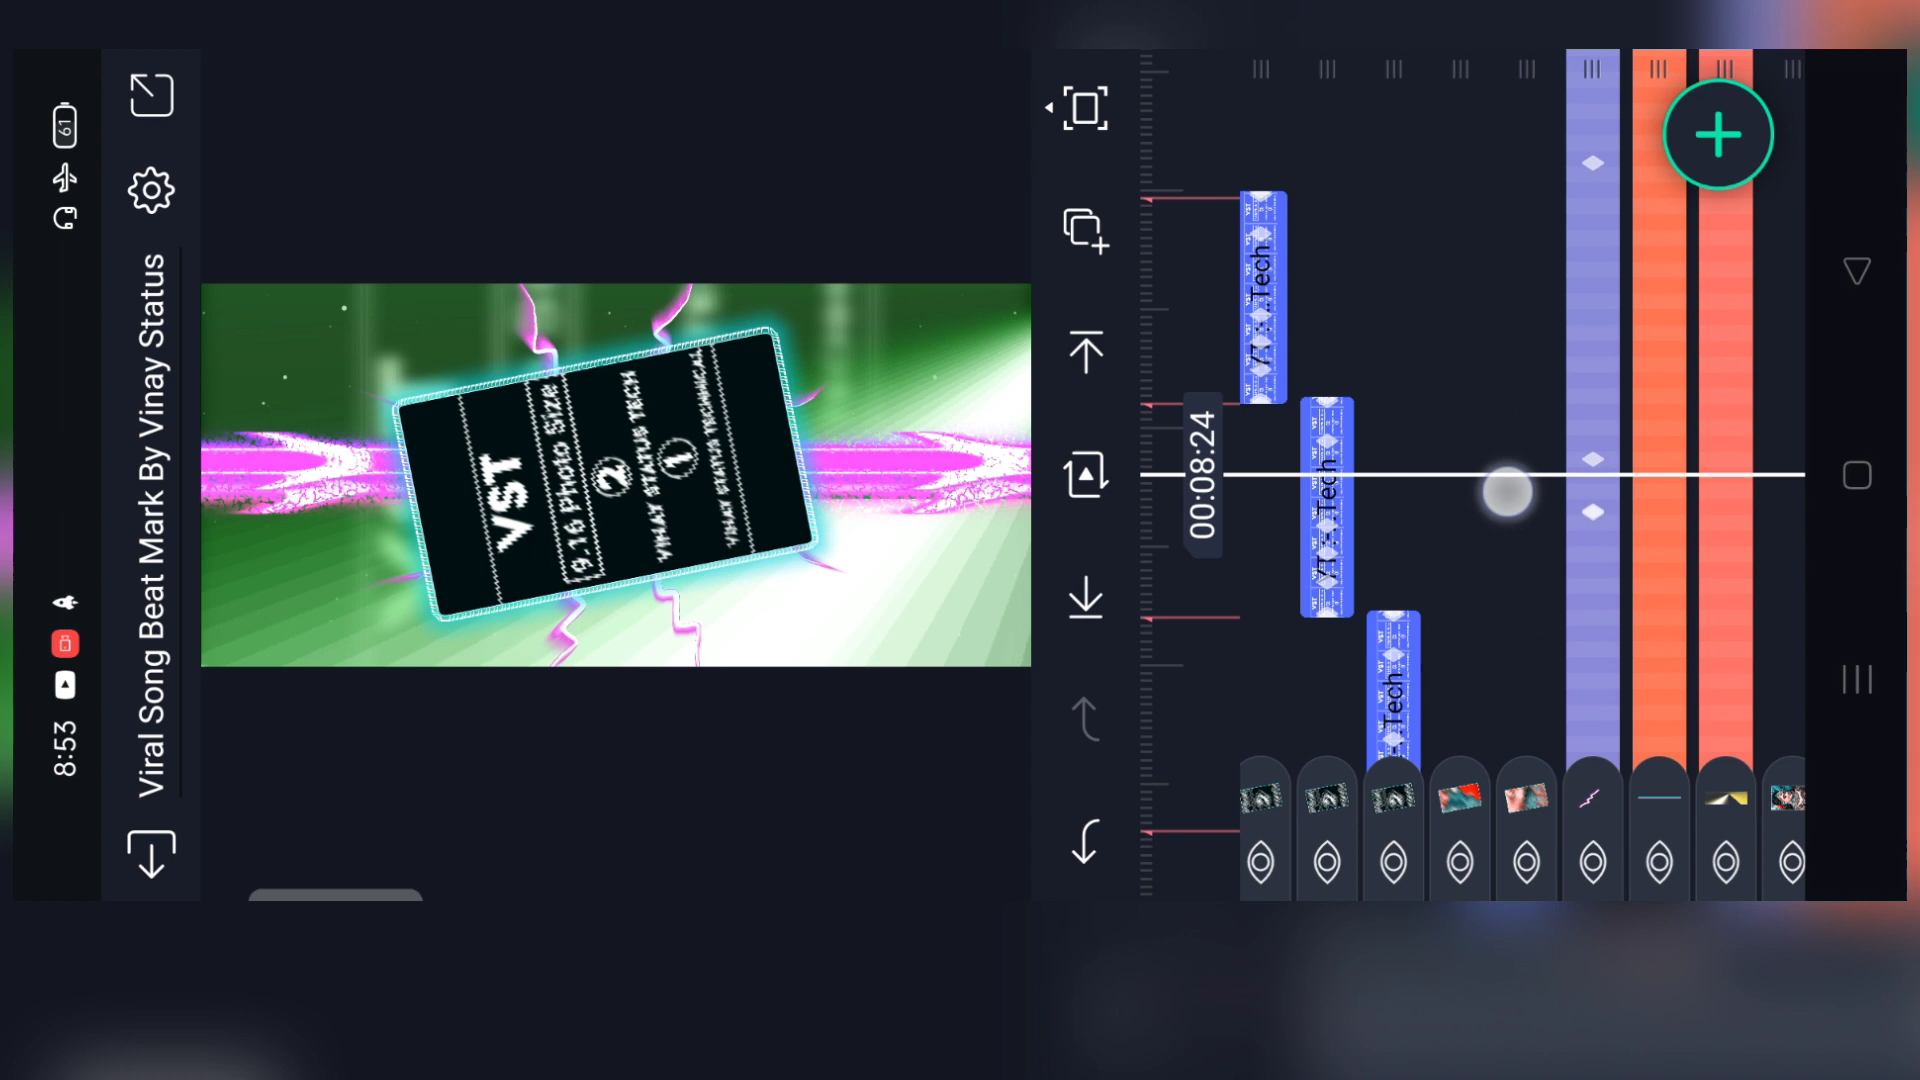 8:53
61
Viral Song Beat Mark By Vinay Status
VST
9.16 Photo Size
2
VINAY STATUS TECH
1
VINAY STATUS TECHNICAL
00:08:24
Tech
Tech
Tech